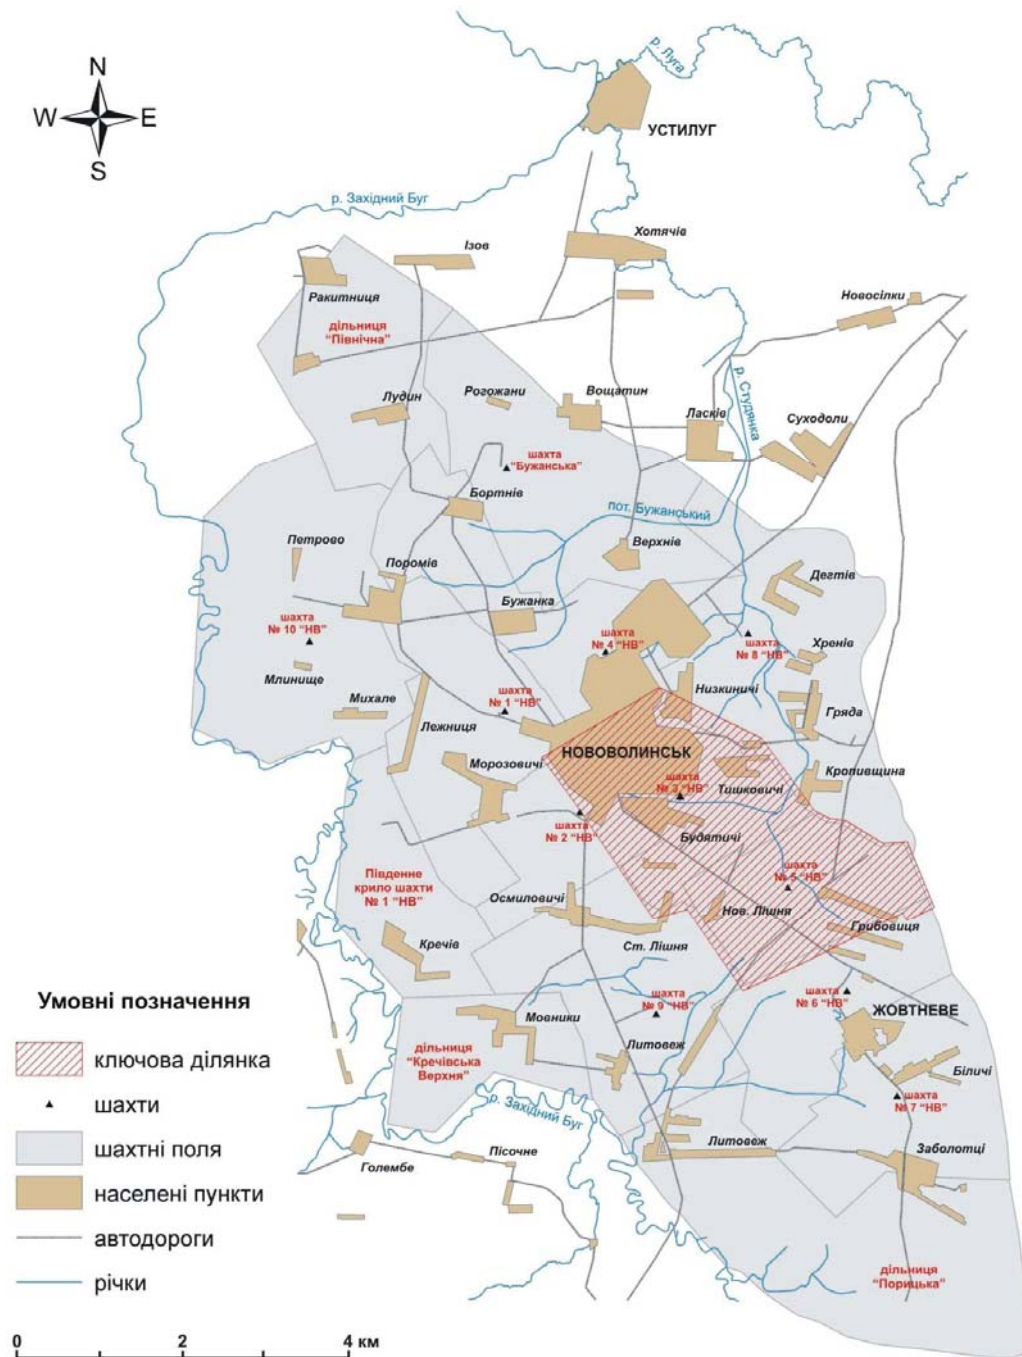 N
W
E
S
р. Луга
УСТИЛУГ
р. Західний Буг
Ізов
Хотячів
Ракитниця
Новосілки
дільниця
"Північна"
р. Студянка
Лудин
Рогожани
Вощатин
Ласків
Суходоли
шахта
"Бужанська"
Бортнів
пот. Бужанський
Петрово
Поромів
Верхнів
Дегтів
Бужанка
шахта
№ 10 "НВ"
шахта
№ 4 "НВ"
шахта
№ 8 "НВ"
Хренів
Млинище
Михале
шахта
№ 1 "НВ"
Низкиничі
Гряда
Лежниця
Морозовичі
НОВОВОЛИНСЬК
шахта
№ 3 "НВ"
Тишковичі
Кропивщина
шахта
№ 2 "НВ"
Будятичі
Південне
крило шахти
№ 1 "НВ"
шахта
№ 5 "НВ"
Осмиловичі
Нов. Лішня
Грибовиця
Кречів
Ст. Лішня
шахта
№ 9 "НВ"
шахта
№ 6 "НВ"
ЖОВТНЕВЕ
Мовники
дільниця
"Кречівська
Верхня"
Литовеж
Біличі
р. Західний Буг
шахта
№ 7 "НВ"
Голембе
Пісочне
Литовеж
Заболотці
дільниця
"Порицька"
Умовні позначення
ключова ділянка
шахти
шахтні поля
населені пункти
автодороги
річки
0 2 4 км